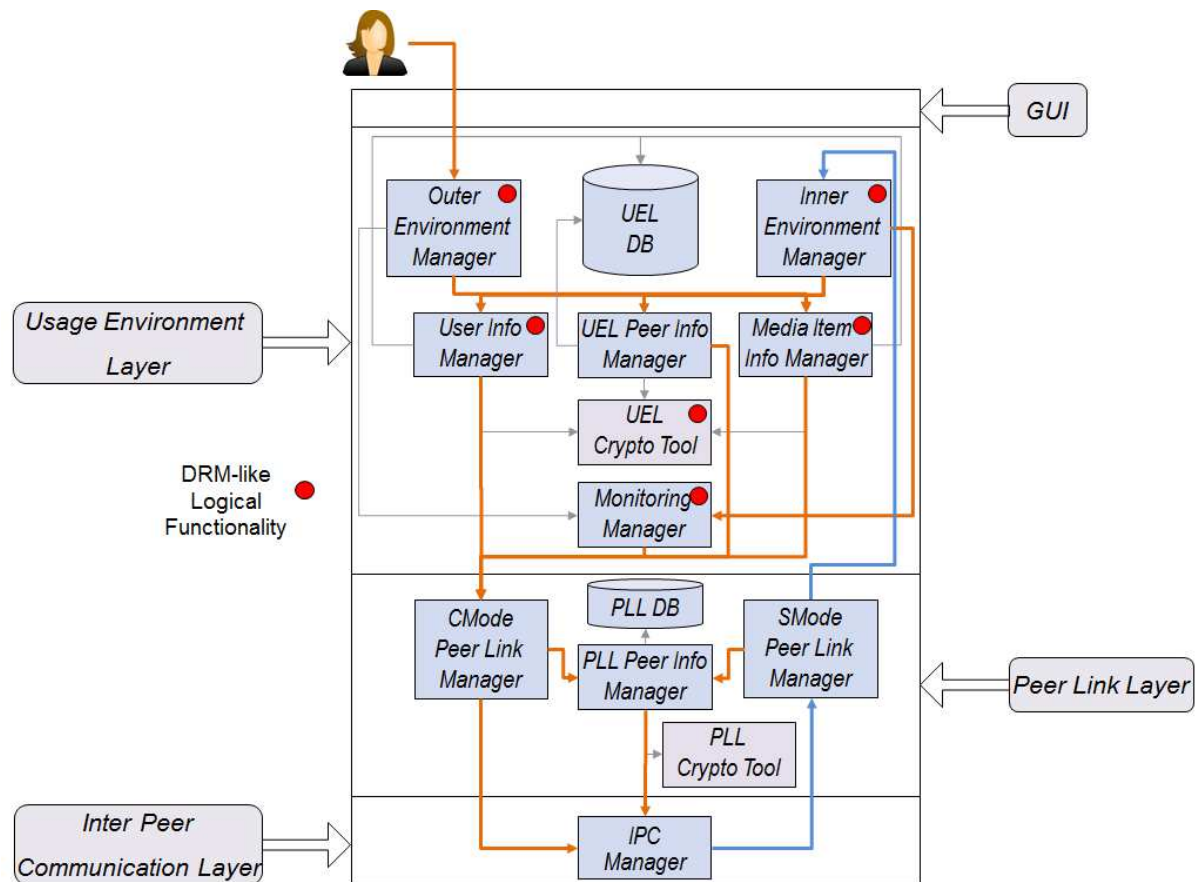 GUI
Outer
Environment
Manager
UEL
DB
Inner
Environment
Manager
Usage Environment
Layer
User Info
Manager
UEL Peer Info
Manager
Media Item
Info Manager
UEL
Crypto Tool
DRM-like
Logical
Functionality
Monitoring
Manager
CMode
Peer Link
Manager
PLL DB
PLL Peer Info
Manager
SMode
Peer Link
Manager
Peer Link Layer
PLL
Crypto Tool
Inter Peer
Communication Layer
IPC
Manager